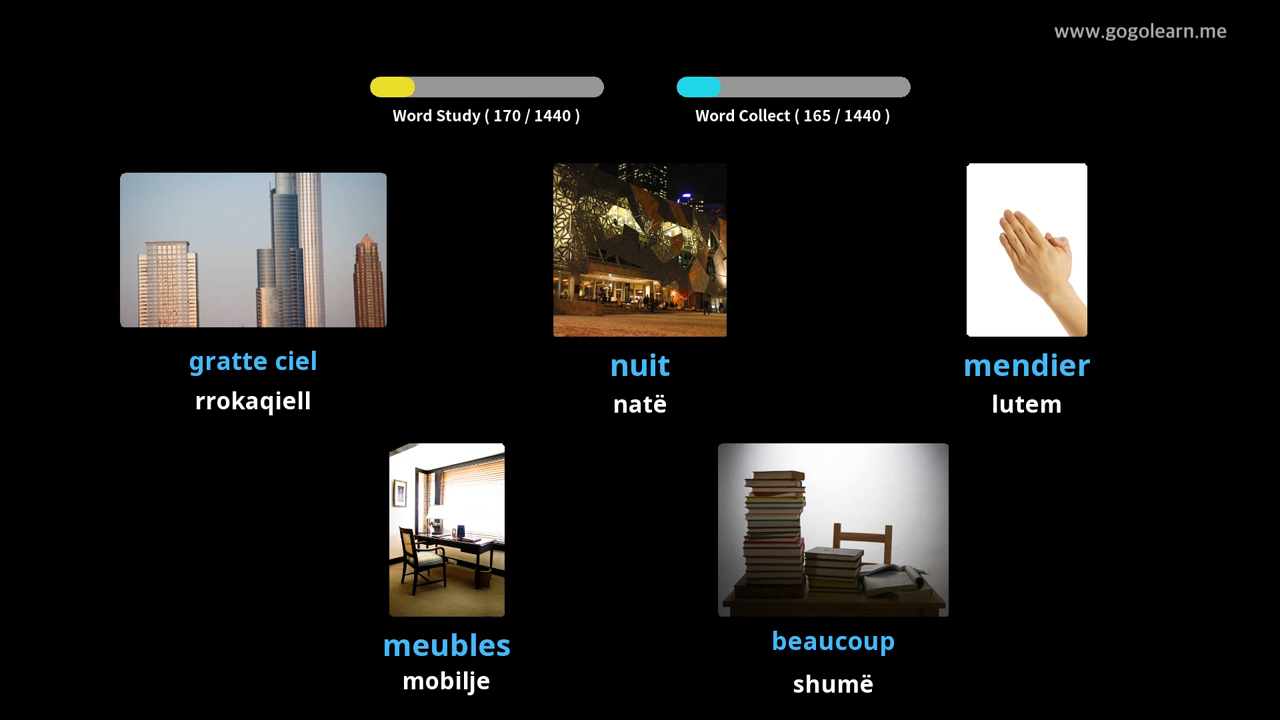 www.gogolearn.me
Word Study ( 170 / 1440 )
Word Collect ( 165 / 1440 )
gratte ciel
rrokaqiell
nuit
natë
mendier
lutem
meubles
mobilje
beaucoup
shumë